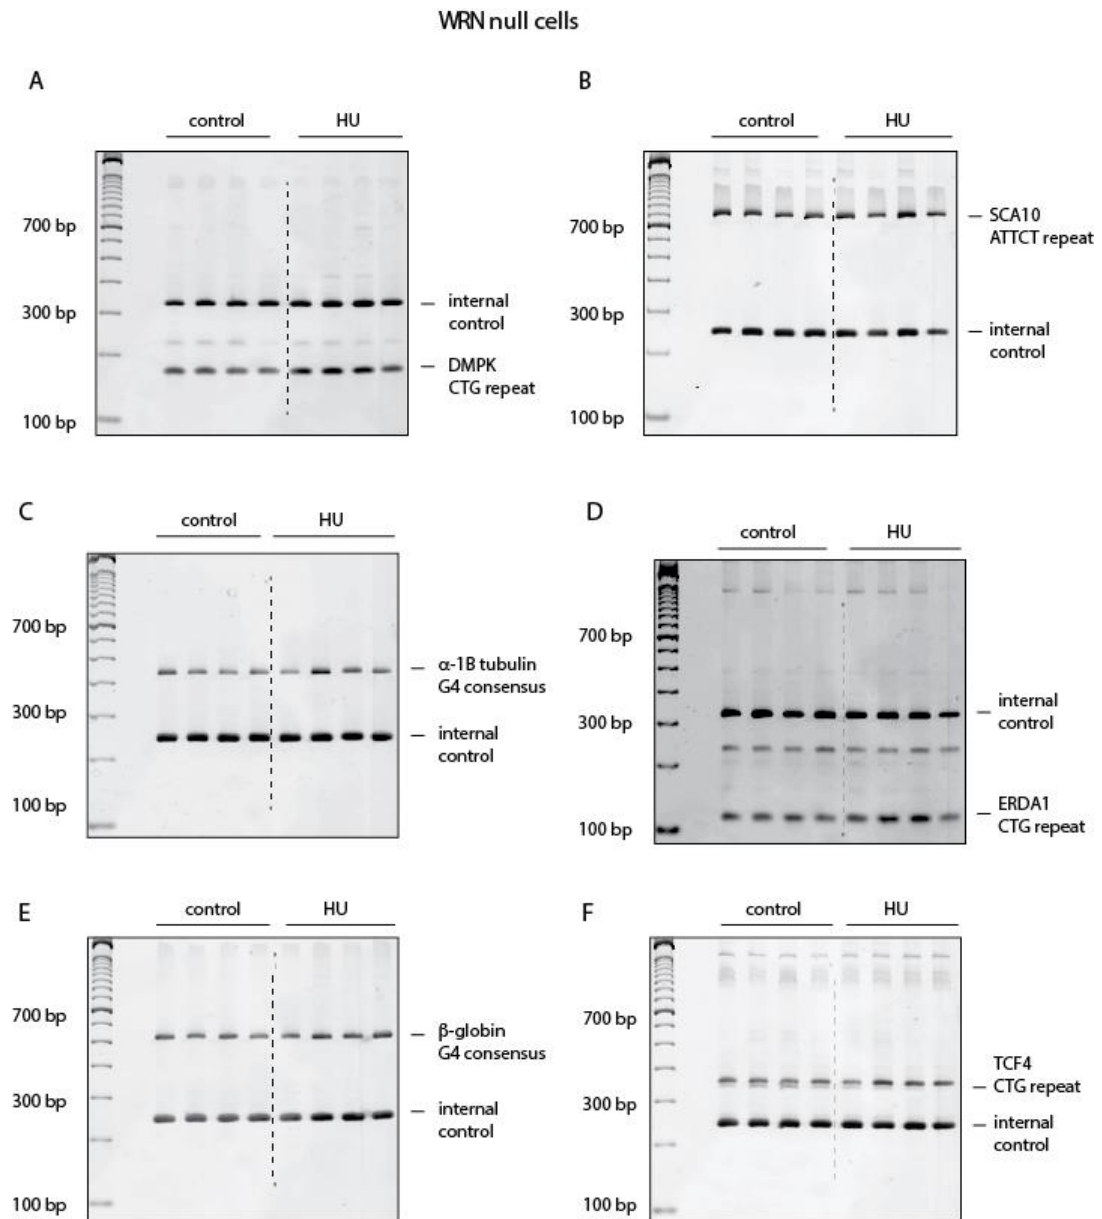 WRN null cells
A
control HU
700 bp
300 bp
100 bp
internal
control
DMPK
CTG repeat
B
control HU
700 bp
300 bp
100 bp
SCA10
ATTCT repeat
internal
control
C
control HU
700 bp
300 bp
100 bp
α-1B tubulin
G4 consensus
internal
control
D
control HU
700 bp
300 bp
100 bp
internal
control
ERDA1
CTG repeat
E
control HU
700 bp
300 bp
100 bp
β-globin
G4 consensus
internal
control
F
control HU
700 bp
300 bp
100 bp
TCF4
CTG repeat
internal
control